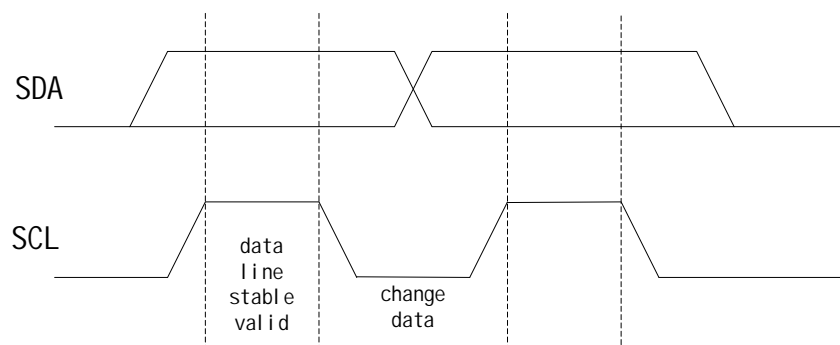 SDA
SCL
data
line
stable
valid
change
data